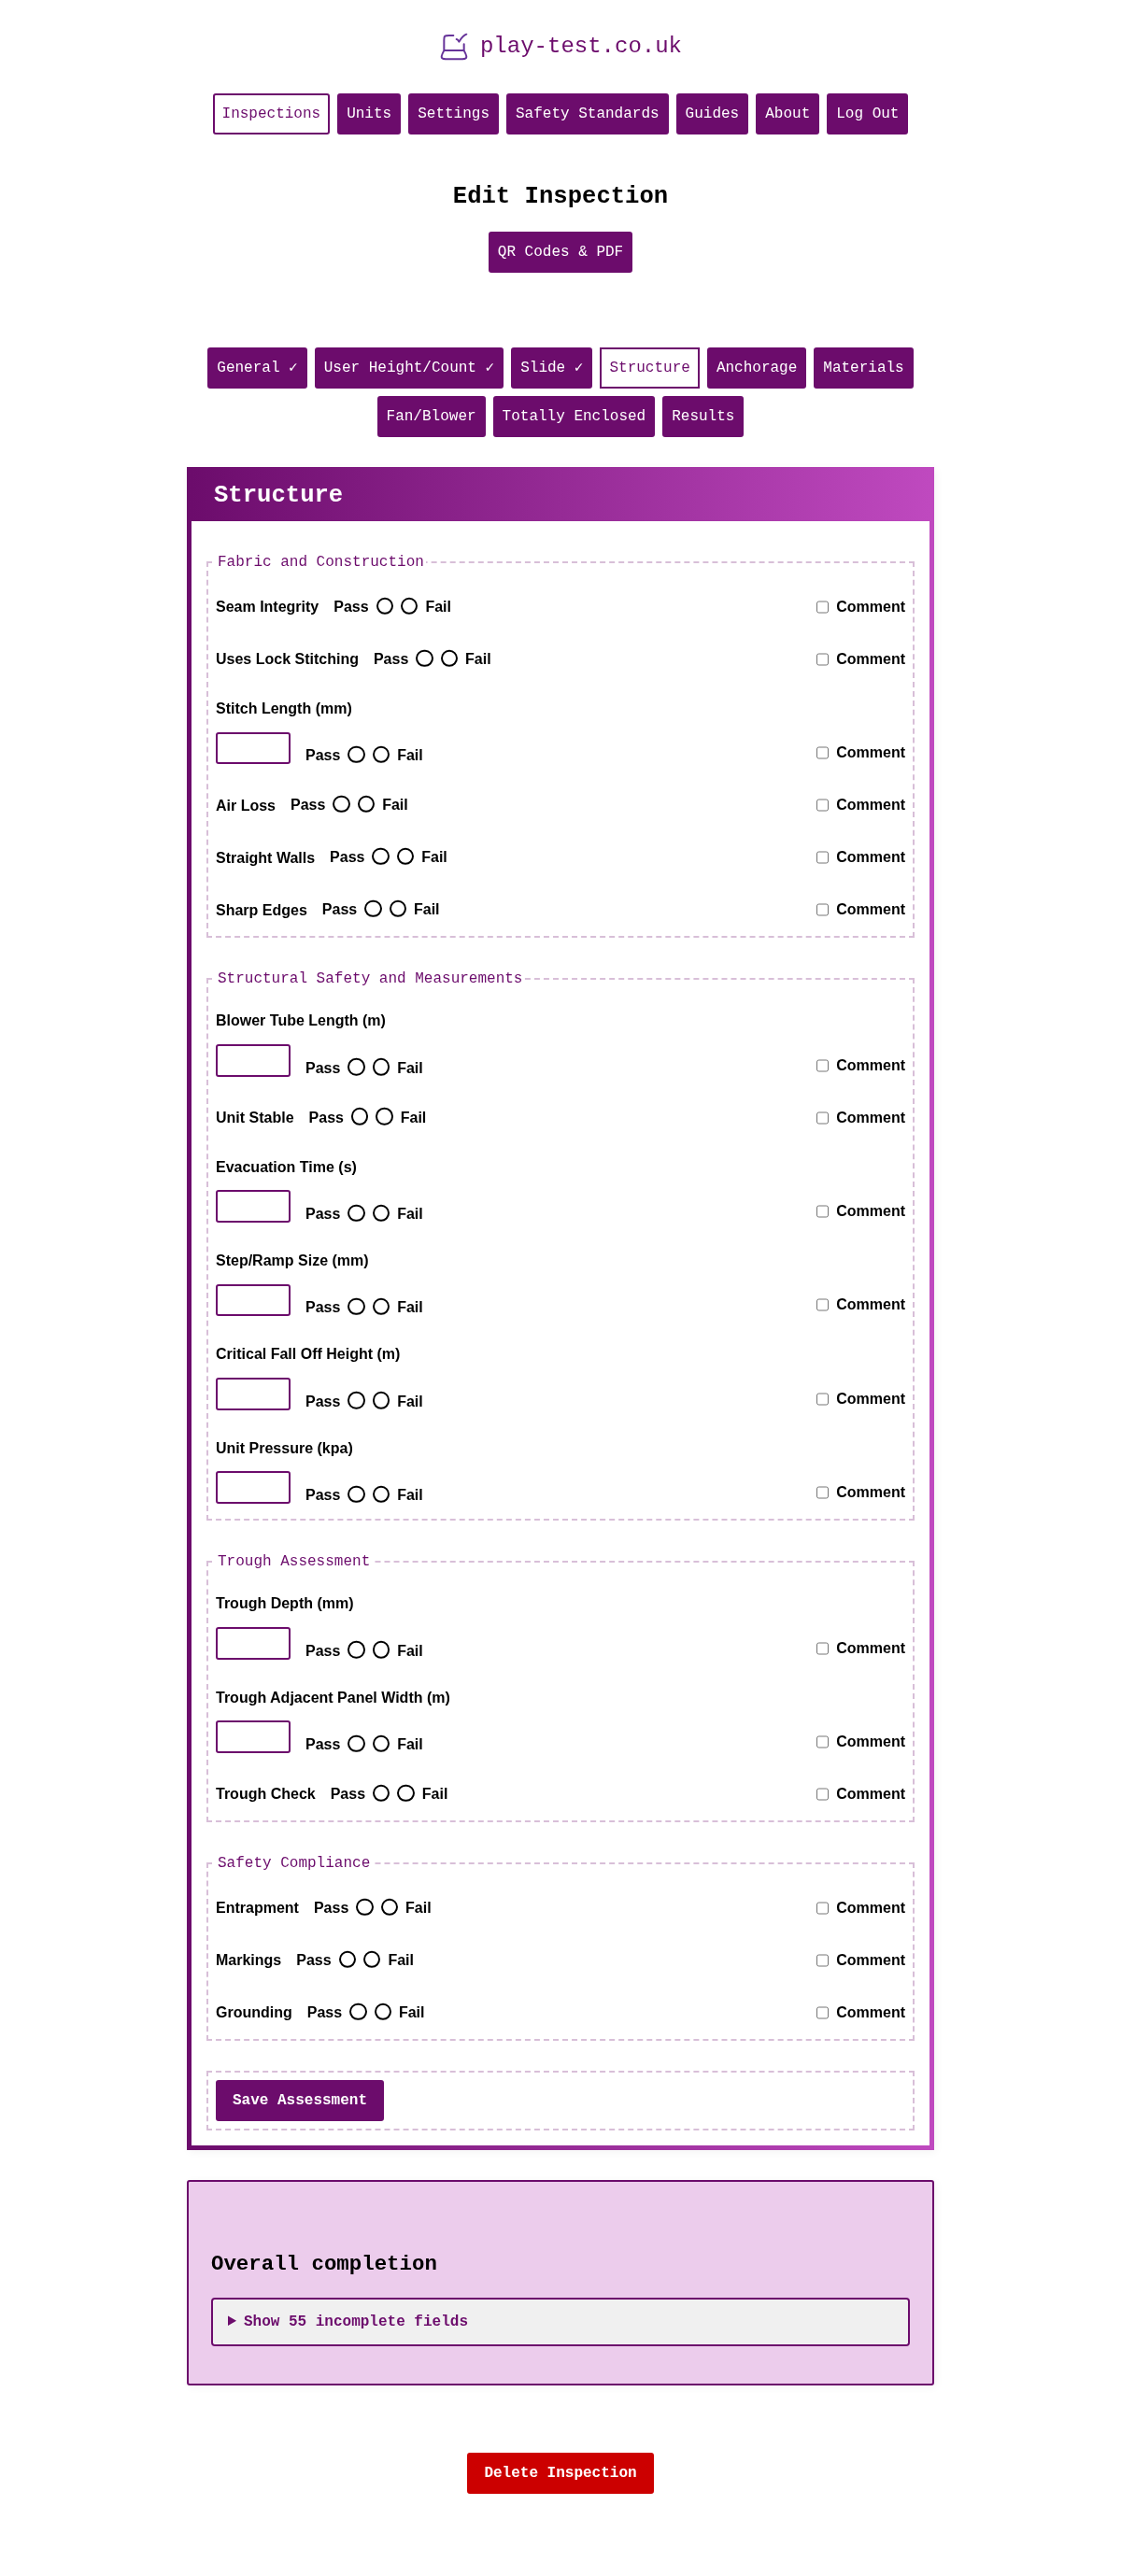 play-test.co.uk
Inspections Units Settings Safety Standards Guides About Log Out
Edit Inspection
QR Codes & PDF
General ✓ User Height/Count ✓ Slide ✓ Structure Anchorage Materials
Fan/Blower Totally Enclosed Results
Structure
Fabric and Construction
Seam Integrity Pass Fail Comment
Uses Lock Stitching Pass Fail Comment
Stitch Length (mm)
Pass Fail Comment
Air Loss Pass Fail Comment
Straight Walls Pass Fail Comment
Sharp Edges Pass Fail Comment
Structural Safety and Measurements
Blower Tube Length (m)
Pass Fail Comment
Unit Stable Pass Fail Comment
Evacuation Time (s)
Pass Fail Comment
Step/Ramp Size (mm)
Pass Fail Comment
Critical Fall Off Height (m)
Pass Fail Comment
Unit Pressure (kpa)
Pass Fail Comment
Trough Assessment
Trough Depth (mm)
Pass Fail Comment
Trough Adjacent Panel Width (m)
Pass Fail Comment
Trough Check Pass Fail Comment
Safety Compliance
Entrapment Pass Fail Comment
Markings Pass Fail Comment
Grounding Pass Fail Comment
Save Assessment
Overall completion
▶ Show 55 incomplete fields
Delete Inspection